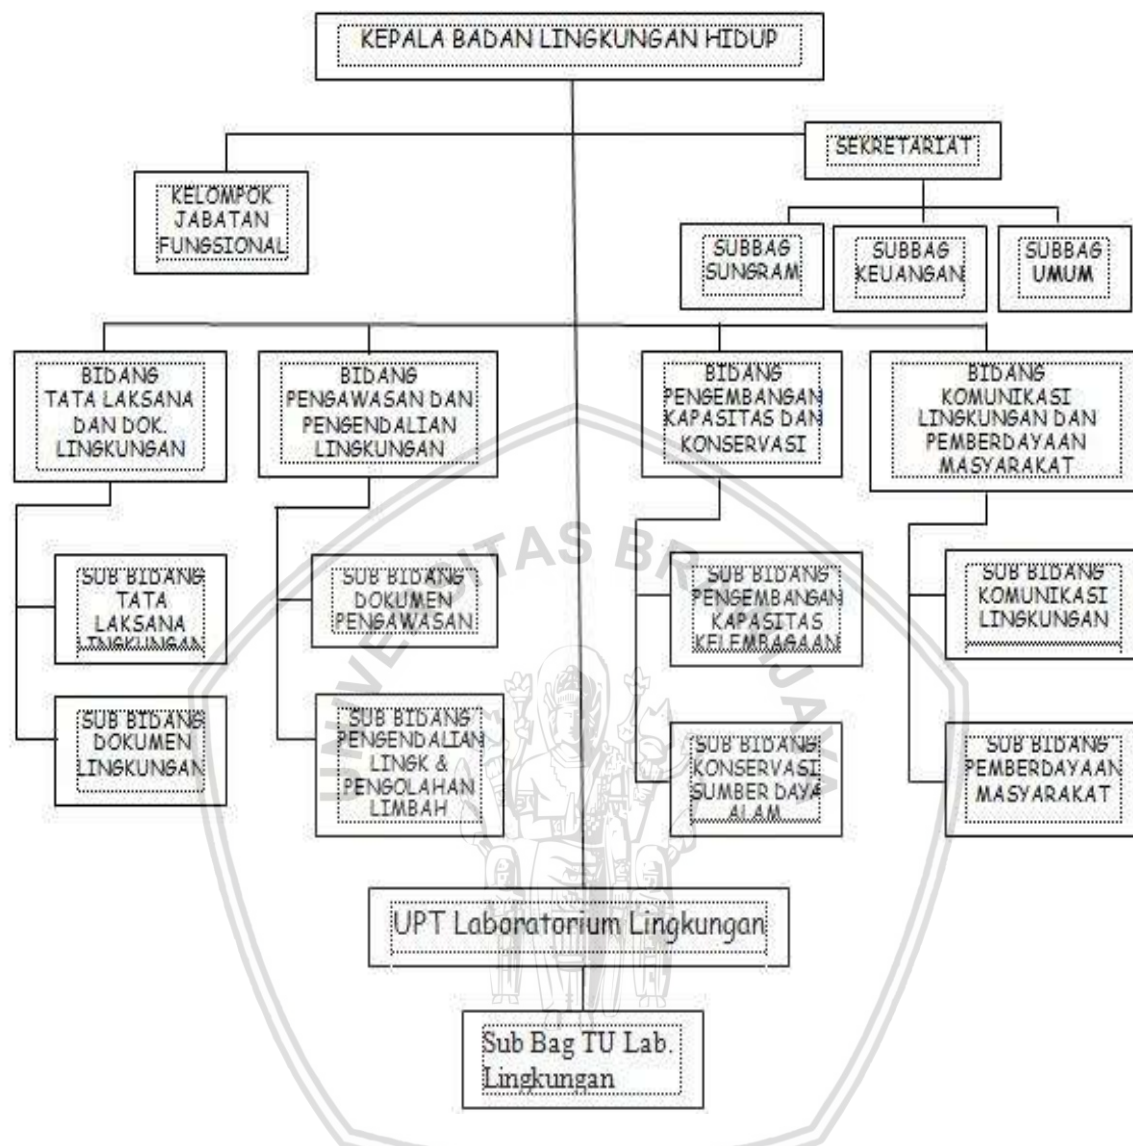 KEPALA BADAN LINGKUNGAN HIDUP
SEKRETARIAT
KELOMPOK
JABATAN
FUNGSIONAL
SUBBAG
SUNGRAM
SUBBAG
KEUANGAN
SUBBAG
UMUM
BIDANG
TATA LAKSANA
DAN DOK.
LINGKUNGAN
BIDANG
PENGAWASAN DAN
PENGENDALIAN
LINGKUNGAN
BIDANG
PENGEMBANGAN
KAPASITAS DAN
KONSERVASI
BIDANG
KOMUNIKASI
LINGKUNGAN DAN
PEMBERDAYAAN
MASYARAKAT
SUB BIDANG
TATA
LAKSANA
LINGKUNGAN
SUB BIDANG
DOKUMEN
PENGAWASAN
SUB BIDANG
PENGEMBANGAN
KAPASITAS
KELEMBAGAAN
SUB BIDANG
KOMUNIKASI
LINGKUNGAN
SUB BIDANG
DOKUMEN
LINGKUNGAN
SUB BIDANG
PENGENDALIAN
LINGK &
PENGOLAHAN
LIMBAH
SUB BIDANG
KONSERVASI
SUMBER DAYA
ALAM
SUB BIDANG
PEMBERDAYAAN
MASYARAKAT
UPT Laboratorium Lingkungan
Sub Bag TU Lab.
Lingkungan